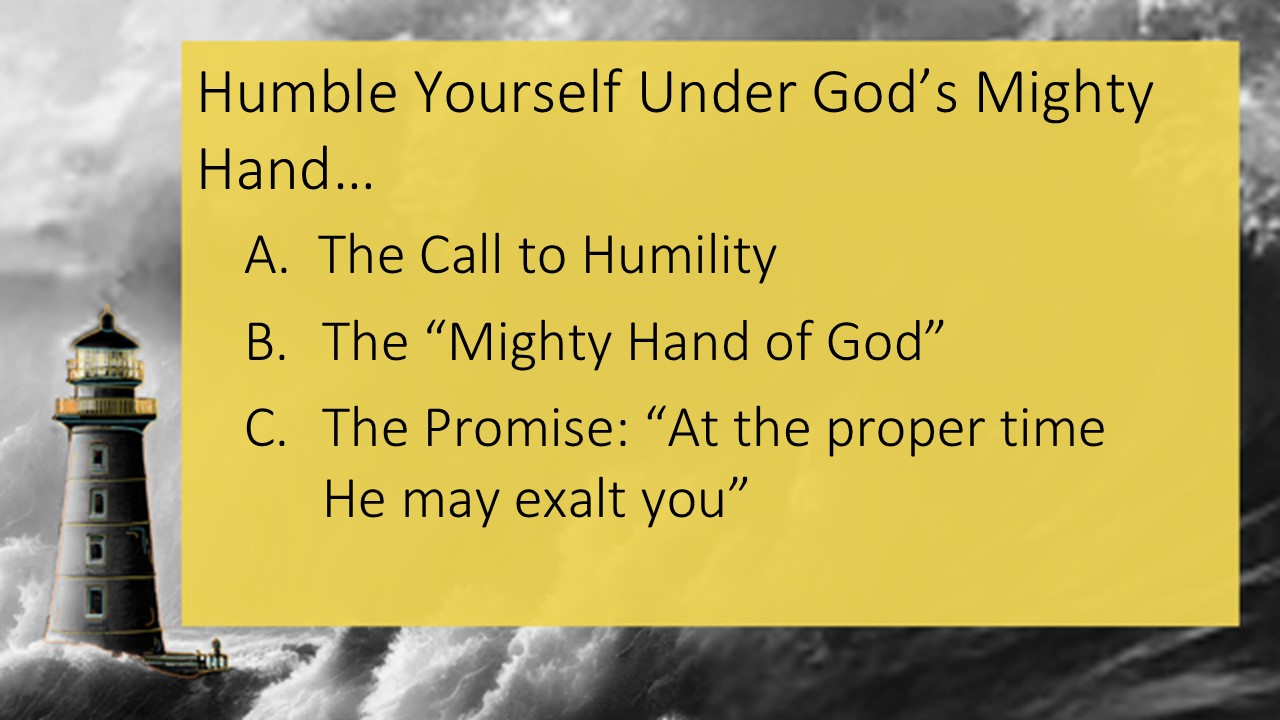 Humble Yourself Under God’s Mighty
Hand…
A. The Call to Humility
B. The “Mighty Hand of God”
C. The Promise: “At the proper time
He may exalt you”